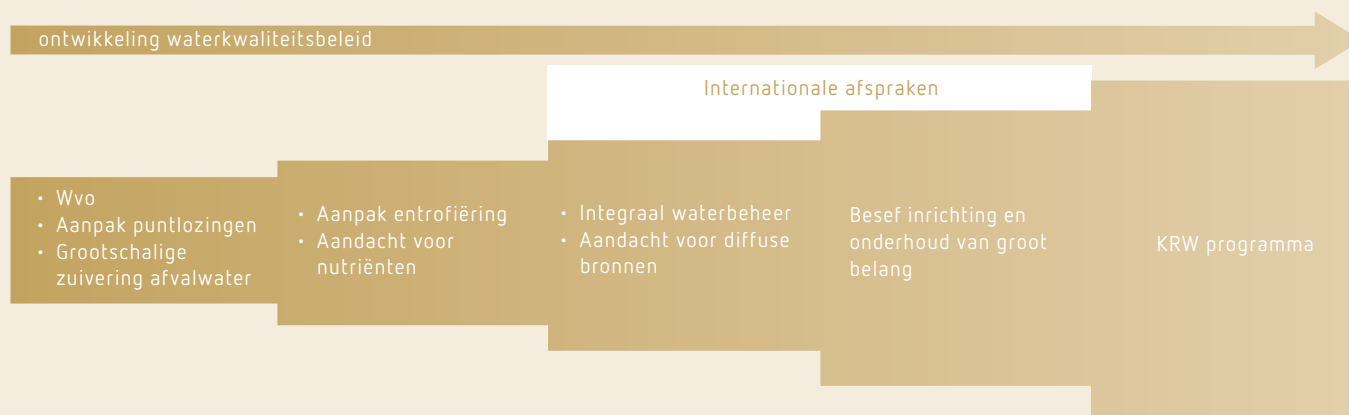 ontwikkeling waterkwaliteitsbeleid
Internationale afspraken
• Wvo
• Aanpak puntlozingen
• Grootschalige
zuivering afvalwater
• Aanpak entrofiëring
• Aandacht voor
nutriënten
• Integraal waterbeheer
• Aandacht voor diffuse
bronnen
Besef inrichting en
onderhoud van groot
belang
KRW programma